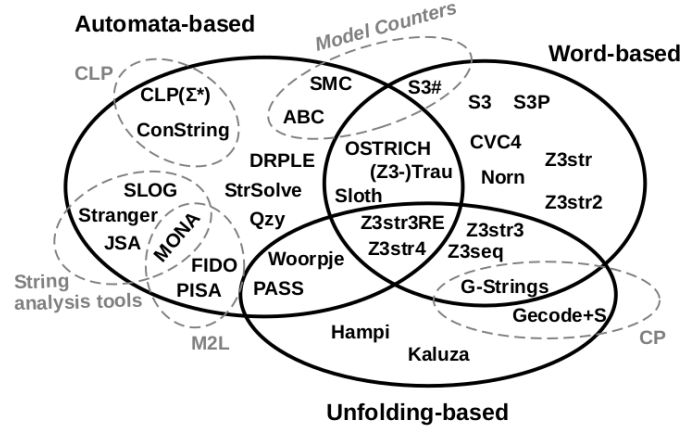 Automata-based
Model Counters
Word-based
CLP
SMC
S3#
CLP(Σ*)
S3 S3P
ABC
ConString
CVC4
OSTRICH
DRPLE
(Z3-)Trau
Z3str
Norn
SLOG
StrSolve
Sloth
Z3str2
Stranger
Qzy
Z3str3RE
Z3str3
JSA
MONA
Z3str4
Z3seq
Woorpje
FIDO
String
analysis tools
PISA
PASS
G-Strings
Gecode+S
Hampi
M2L
CP
Kaluza
Unfolding-based